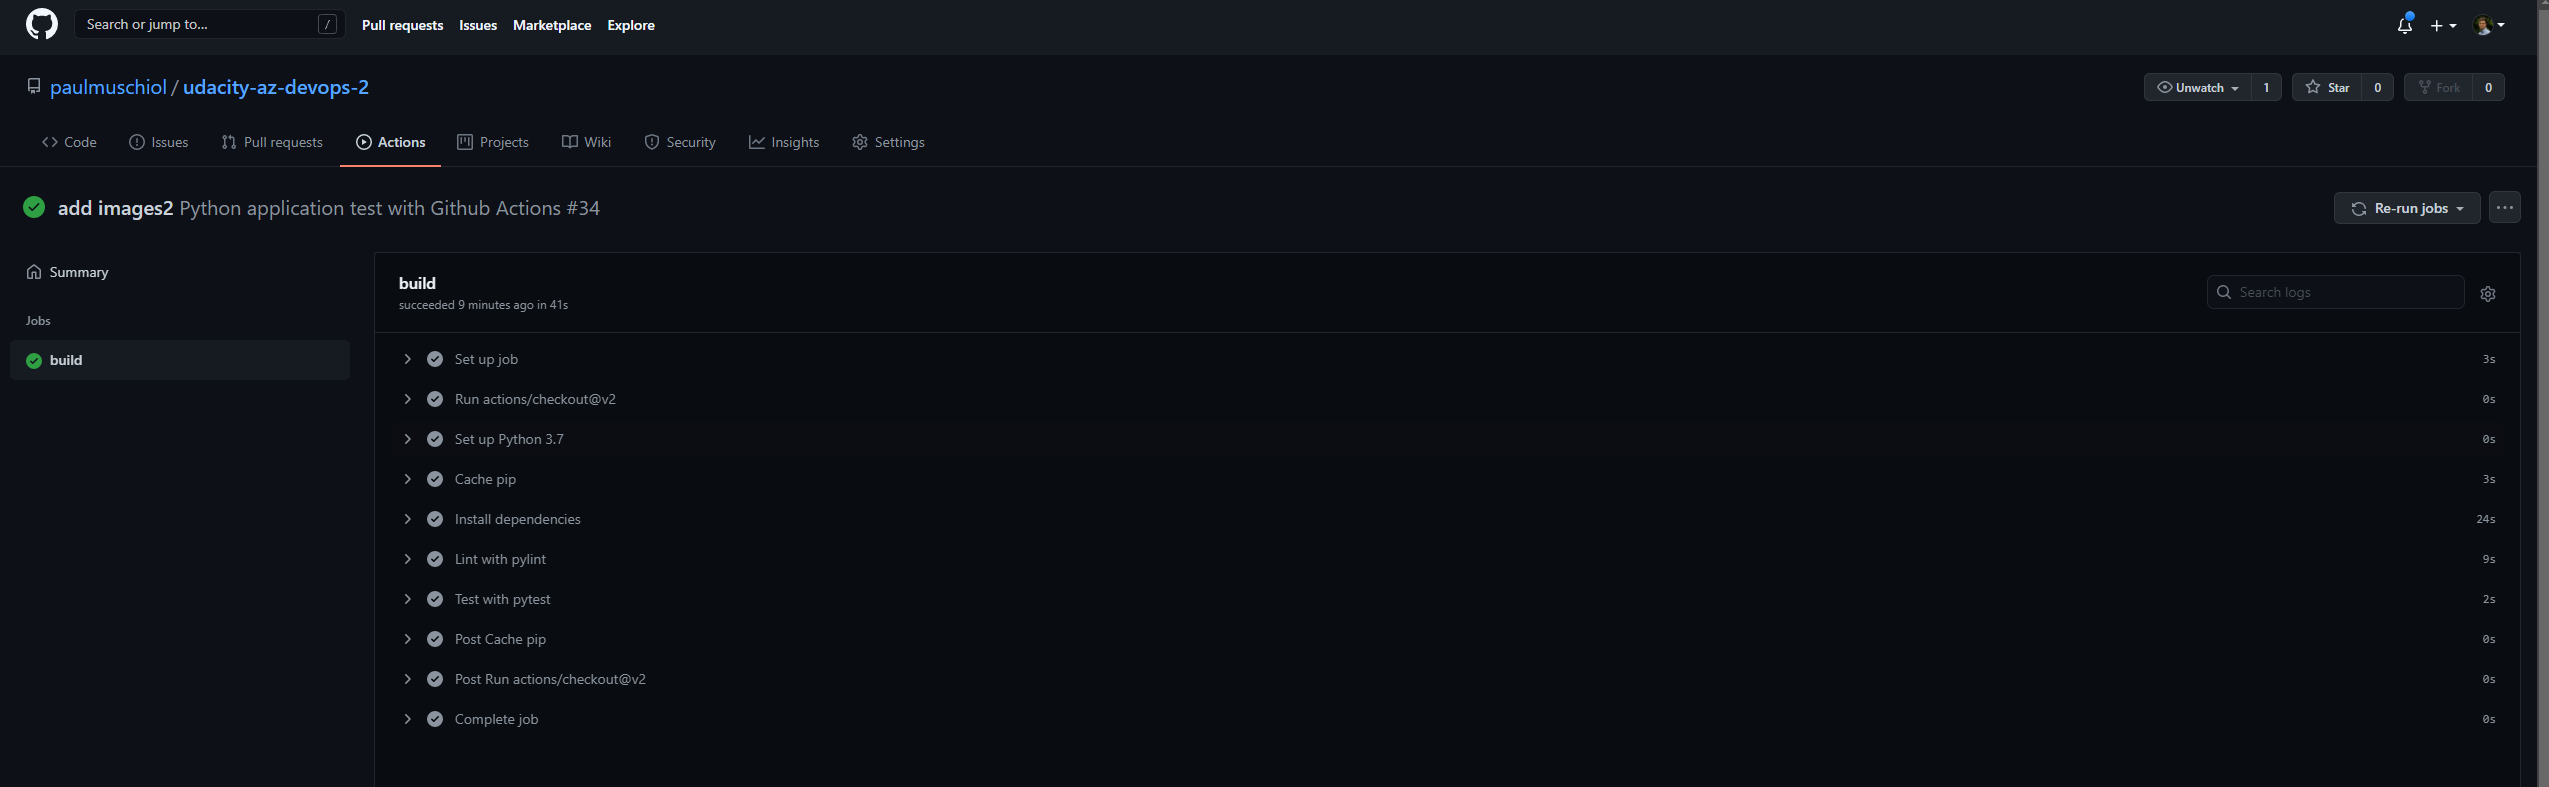 Search or jump to... / Pull requests Issues Marketplace Explore
paulmuschiol / udacity-az-devops-2 Unwatch 1 Star 0 Fork 0
Code Issues Pull requests Actions Projects Wiki Security Insights Settings
add images2 Python application test with Github Actions #34 Re-run jobs
Summary
Jobs
build
build
succeeded 9 minutes ago in 41s
Search logs
Set up job 3s
Run actions/checkout@v2 0s
Set up Python 3.7 0s
Cache pip 3s
Install dependencies 24s
Lint with pylint 9s
Test with pytest 2s
Post Cache pip 0s
Post Run actions/checkout@v2 0s
Complete job 0s